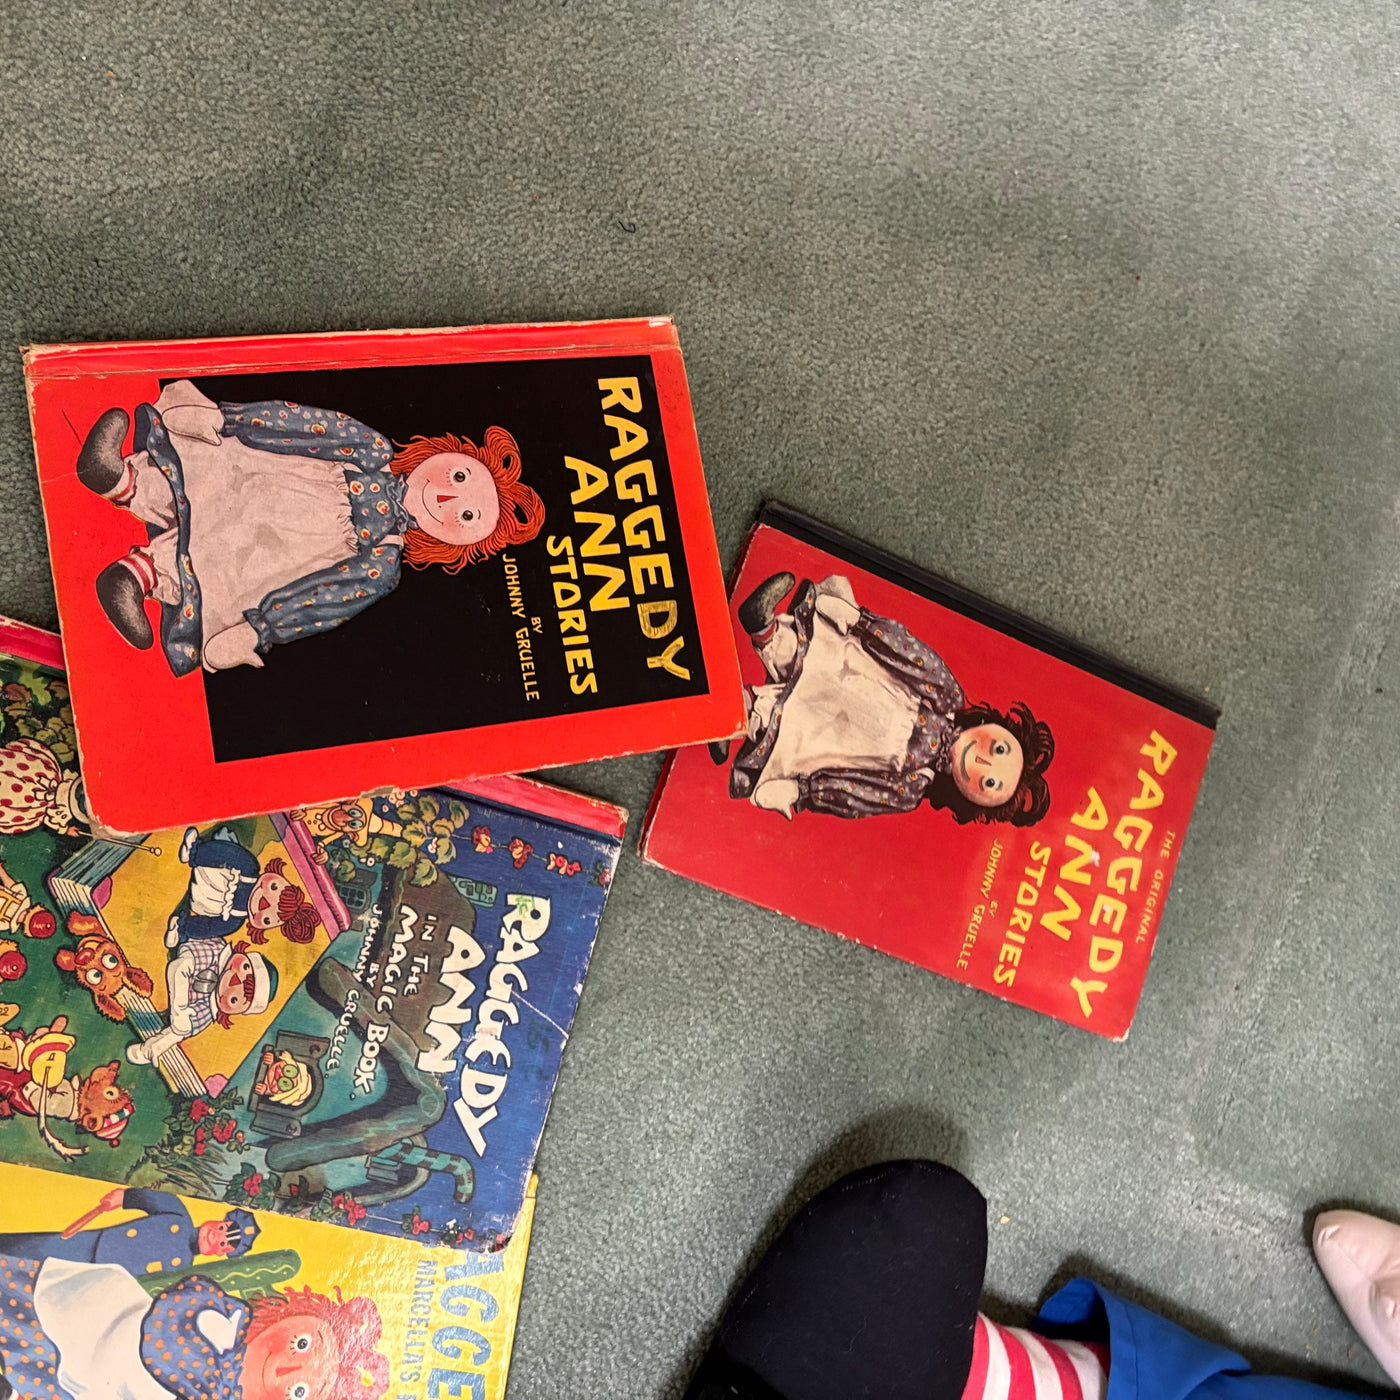 RAGGEDY
ANN
STORIES
BY
JOHNNY GRUELLE
THE ORIGINAL
RAGGEDY
ANN
STORIES
BY
JOHNNY GRUELLE
RAGGEDY
ANN
IN THE
MAGIC BOOK
BY
JOHNNY GRUELLE
MARCELLA'S